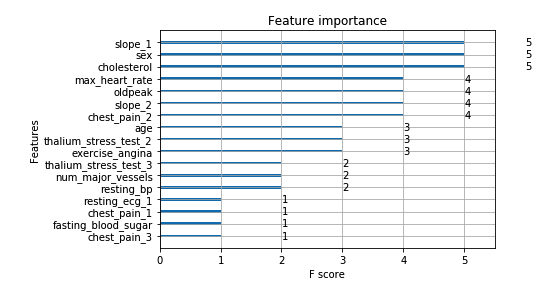 Feature importance
Features
slope_1 5
sex 5
cholesterol 5
max_heart_rate 4
oldpeak 4
slope_2 4
chest_pain_2 4
age 3
thalium_stress_test_2 3
exercise_angina 3
thalium_stress_test_3 2
num_major_vessels 2
resting_bp 2
resting_ecg_1 1
chest_pain_1 1
fasting_blood_sugar 1
chest_pain_3 1
0 1 2 3 4 5
F score